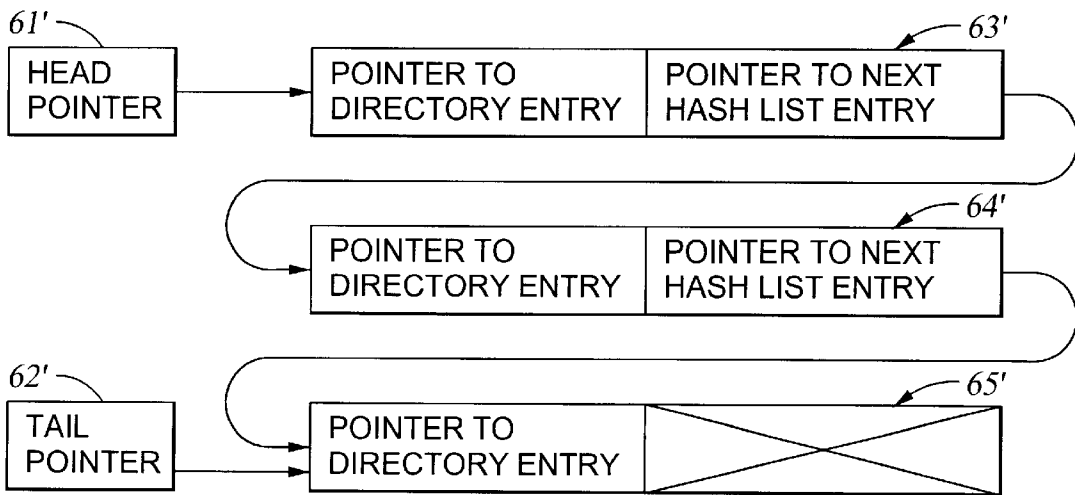 61'
63'
HEAD
POINTER
POINTER TO
DIRECTORY ENTRY
POINTER TO NEXT
HASH LIST ENTRY
64'
POINTER TO
DIRECTORY ENTRY
POINTER TO NEXT
HASH LIST ENTRY
62'
65'
TAIL
POINTER
POINTER TO
DIRECTORY ENTRY